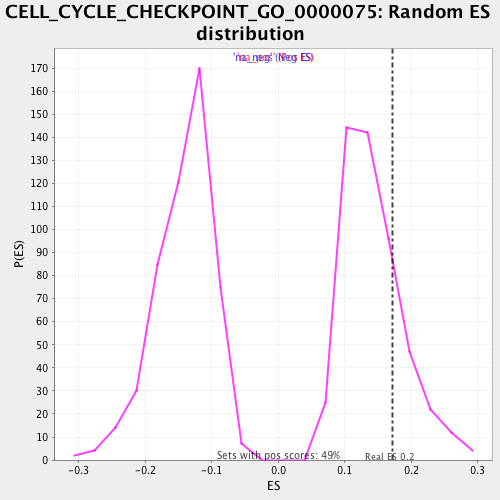 CELL_CYCLE_CHECKPOINT_GO_0000075: Random ES
distribution
170
160
150
140
130
120
110
100
90
80
70
60
50
40
30
20
10
0
P(ES)
Sets with pos scores: 49%
Real ES 0.2
-0.3 -0.2 -0.1 0.0 0.1 0.2 0.3
ES